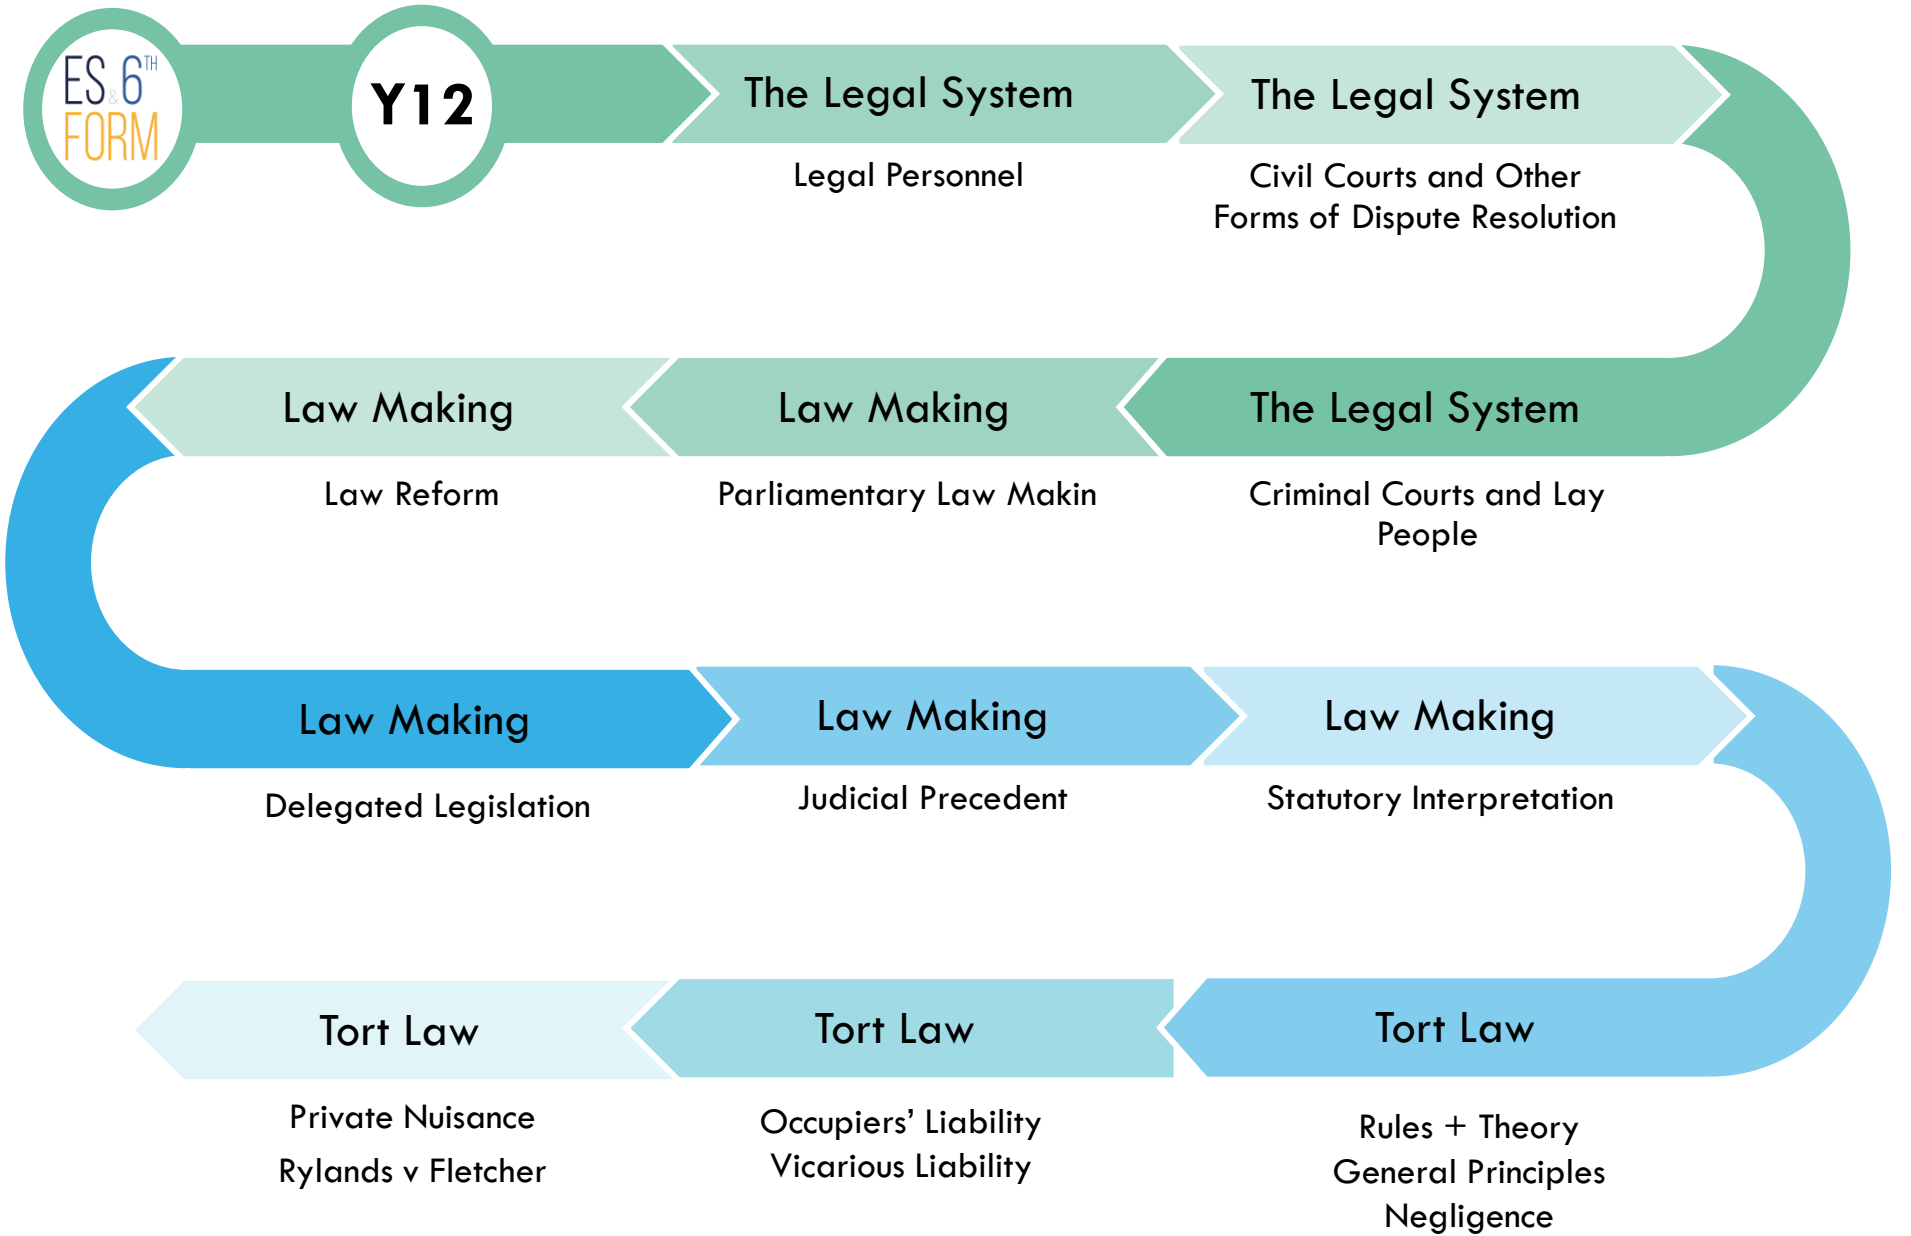 ES & 6TH
FORM
Y12
The Legal System
Legal Personnel
The Legal System
Civil Courts and Other
Forms of Dispute Resolution
The Legal System
Criminal Courts and Lay
People
Law Making
Parliamentary Law Makin
Law Making
Law Reform
Law Making
Delegated Legislation
Law Making
Judicial Precedent
Law Making
Statutory Interpretation
Tort Law
Rules + Theory
General Principles
Negligence
Tort Law
Occupiers’ Liability
Vicarious Liability
Tort Law
Private Nuisance
Rylands v Fletcher